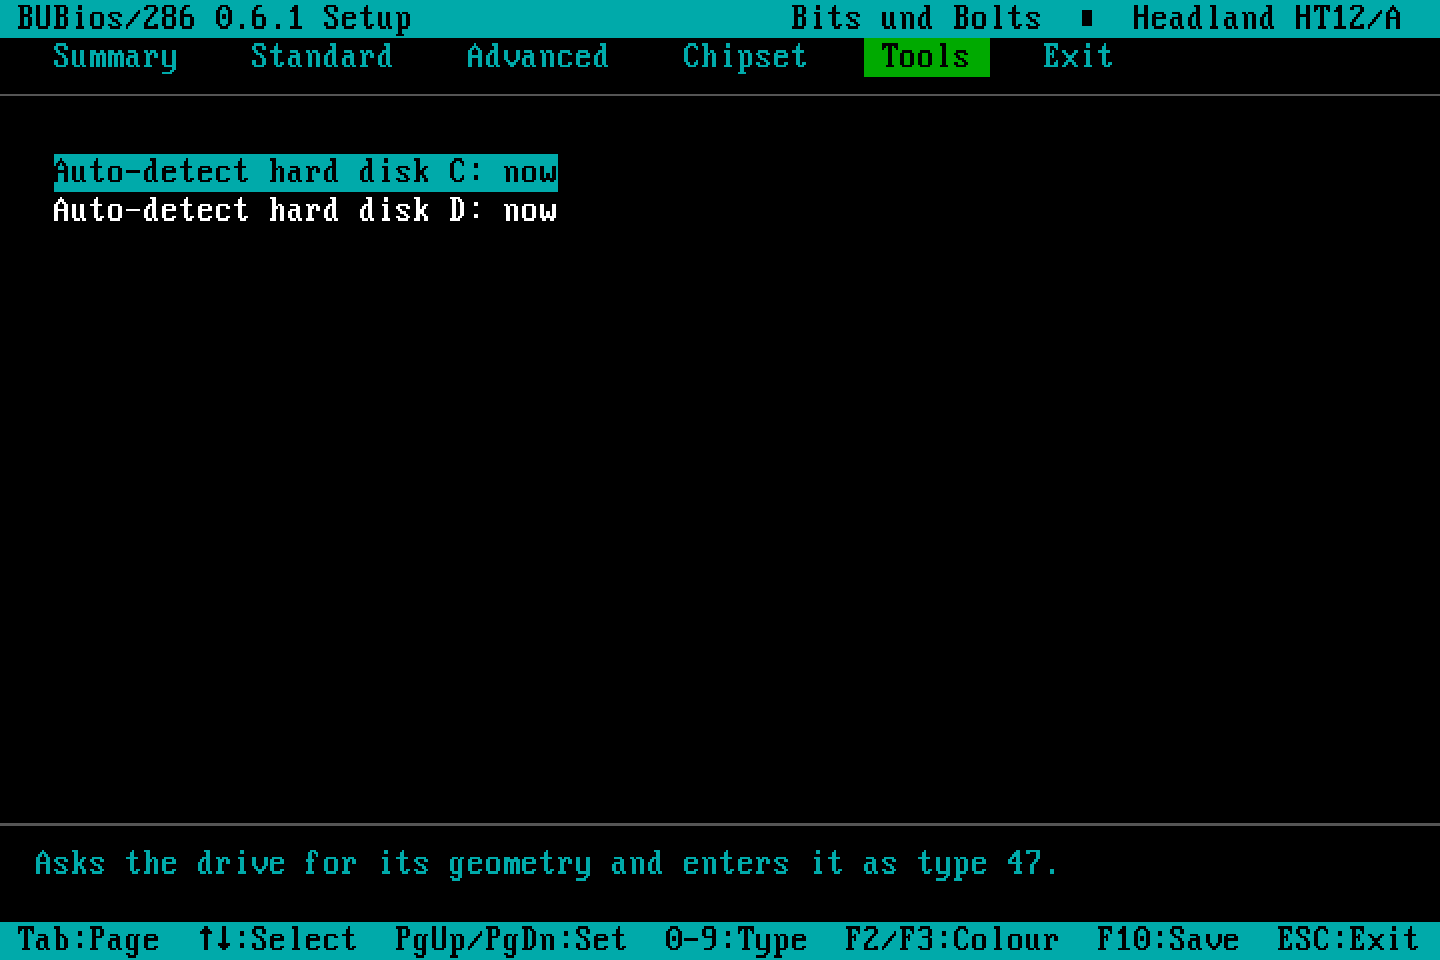 BUBios/286 0.6.1 Setup Bits und Bolts ▪ Headland HT12/A
Summary Standard Advanced Chipset Tools Exit
Auto-detect hard disk C: now
Auto-detect hard disk D: now
Asks the drive for its geometry and enters it as type 47.
Tab:Page ↑↓:Select PgUp/PgDn:Set 0-9:Type F2/F3:Colour F10:Save ESC:Exit